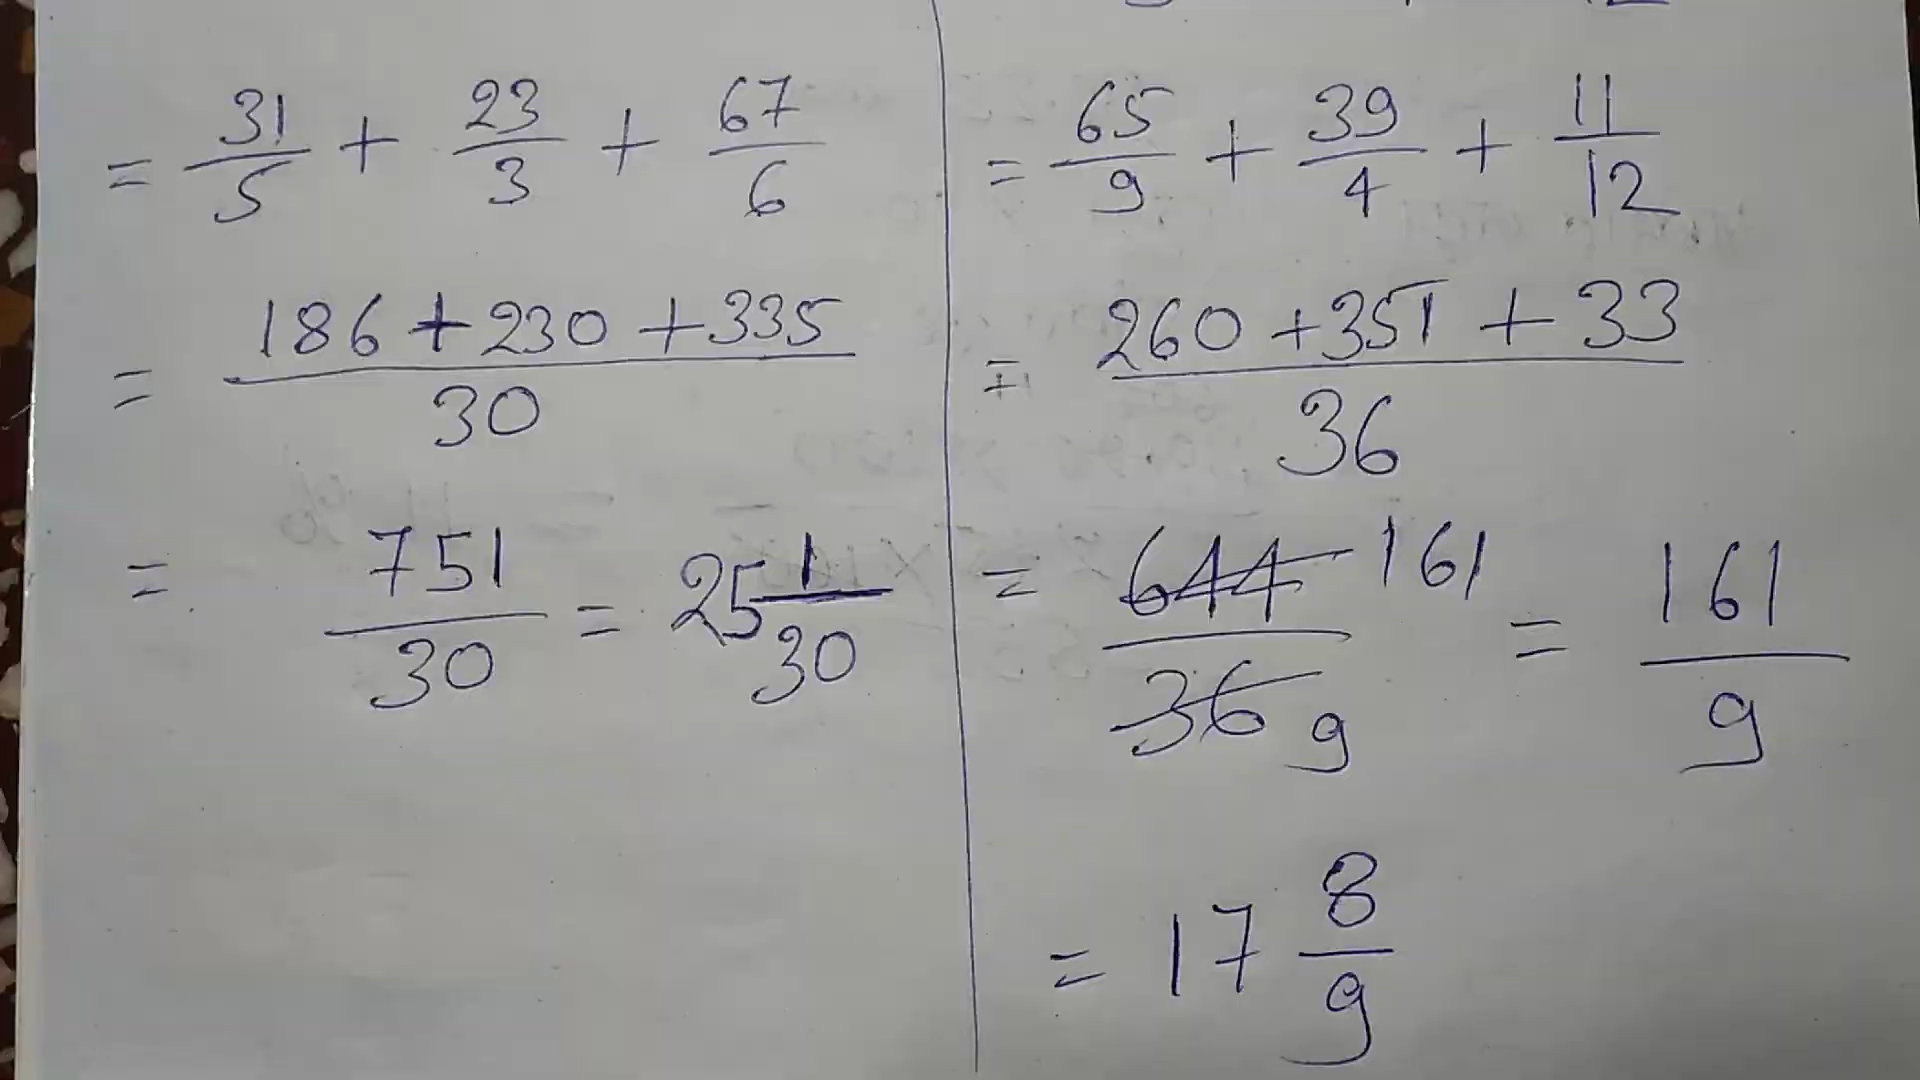 = 31/5 + 23/3 + 67/6
= 186 + 230 + 335 / 30
= 751/30 = 25 1/30
= 65/9 + 39/4 + 11/12
= 260 + 351 + 33 / 36
= 644 161 / 36 9 = 161/9
= 17 8/9